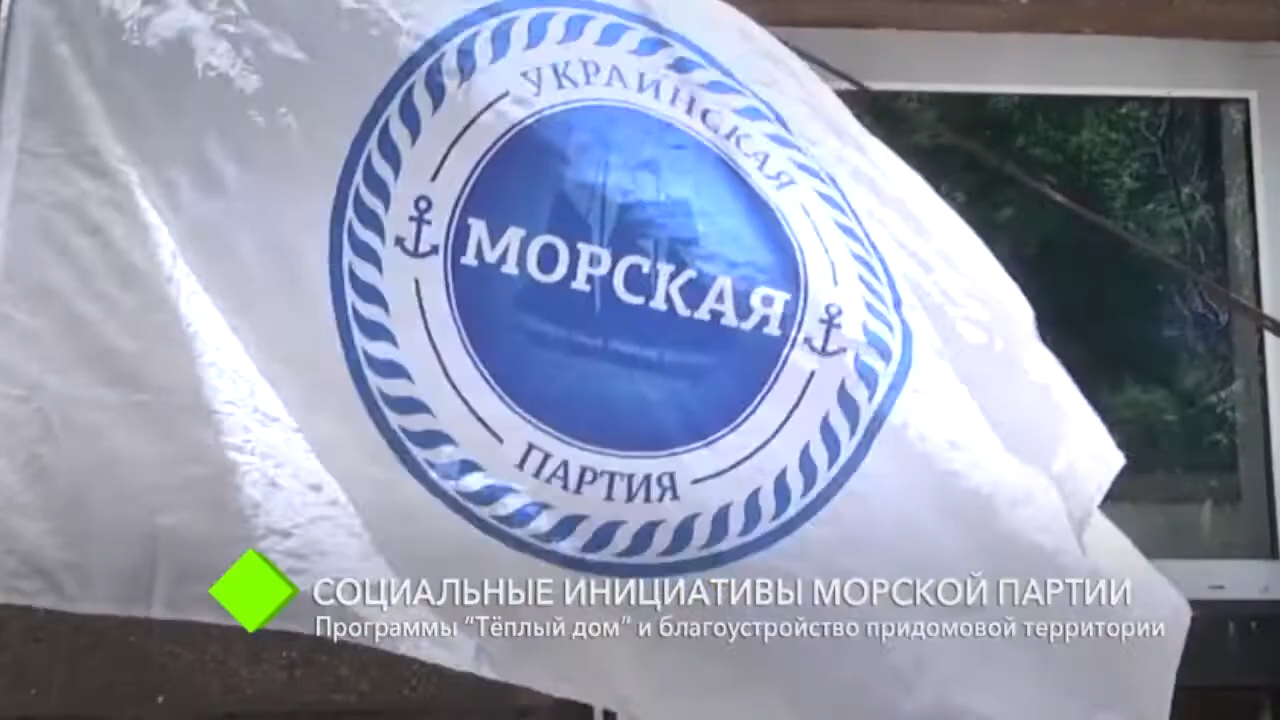 УКРАИНСКАЯ
МОРСКАЯ
ПАРТИЯ
СОЦИАЛЬНЫЕ ИНИЦИАТИВЫ МОРСКОЙ ПАРТИИ
Программы “Тёплый дом” и благоустройство придомовой территории